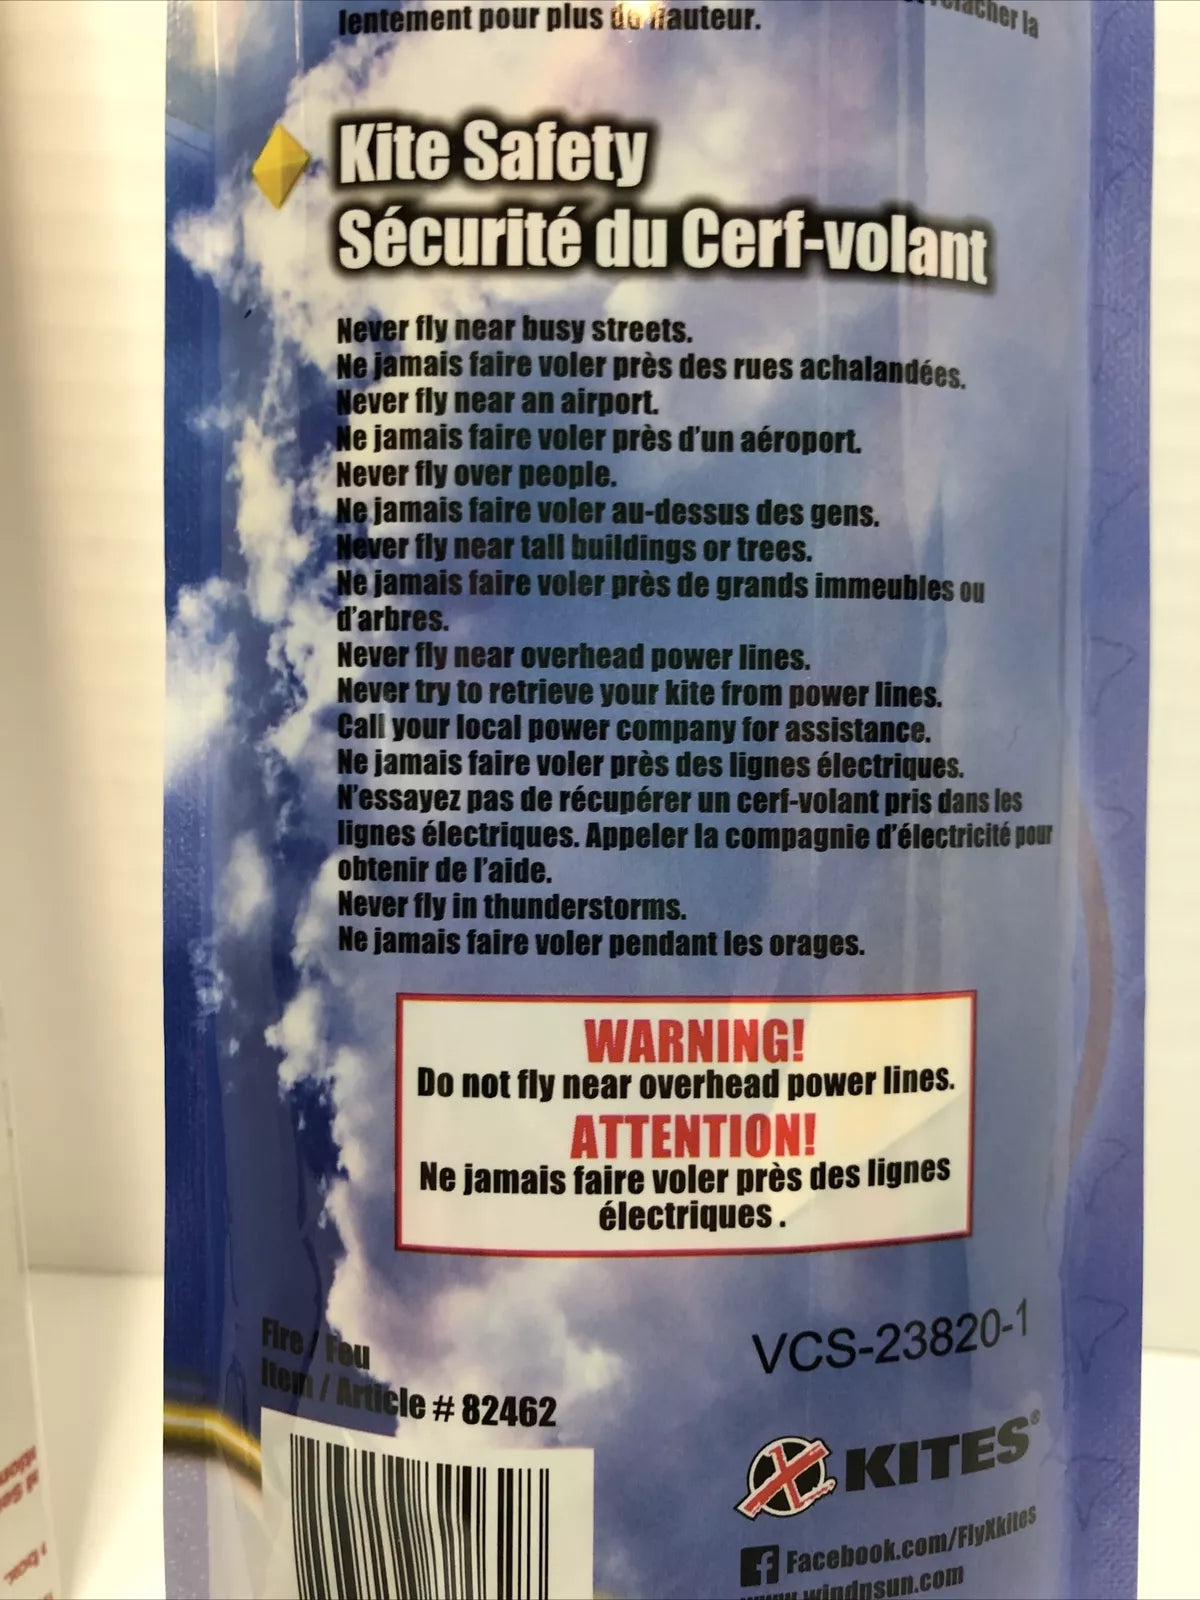 relâcher la
lentement pour plus de hauteur.
Kite Safety
Sécurité du Cerf-volant
Never fly near busy streets.
Ne jamais faire voler près des rues achalandées.
Never fly near an airport.
Ne jamais faire voler près d'un aéroport.
Never fly over people.
Ne jamais faire voler au-dessus des gens.
Never fly near tall buildings or trees.
Ne jamais faire voler près de grands immeubles ou
d'arbres.
Never fly near overhead power lines.
Never try to retrieve your kite from power lines.
Call your local power company for assistance.
Ne jamais faire voler près des lignes électriques.
N'essayez pas de récupérer un cerf-volant pris dans les
lignes électriques. Appeler la compagnie d'électricité pour
obtenir de l'aide.
Never fly in thunderstorms.
Ne jamais faire voler pendant les orages.
WARNING!
Do not fly near overhead power lines.
ATTENTION!
Ne jamais faire voler près des lignes
électriques.
Fire / Feu
Item / Article # 82462
VCS-23820-1
X KITES®
Facebook.com/FlyXkites
www.windnsun.com